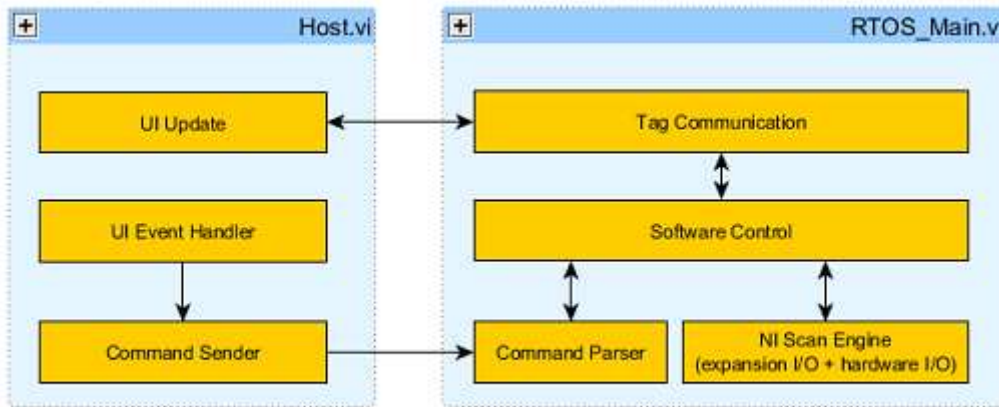 Host.vi
UI Update
UI Event Handler
Command Sender
RTOS_Main.v
Tag Communication
Software Control
Command Parser
NI Scan Engine
(expansion I/O + hardware I/O)